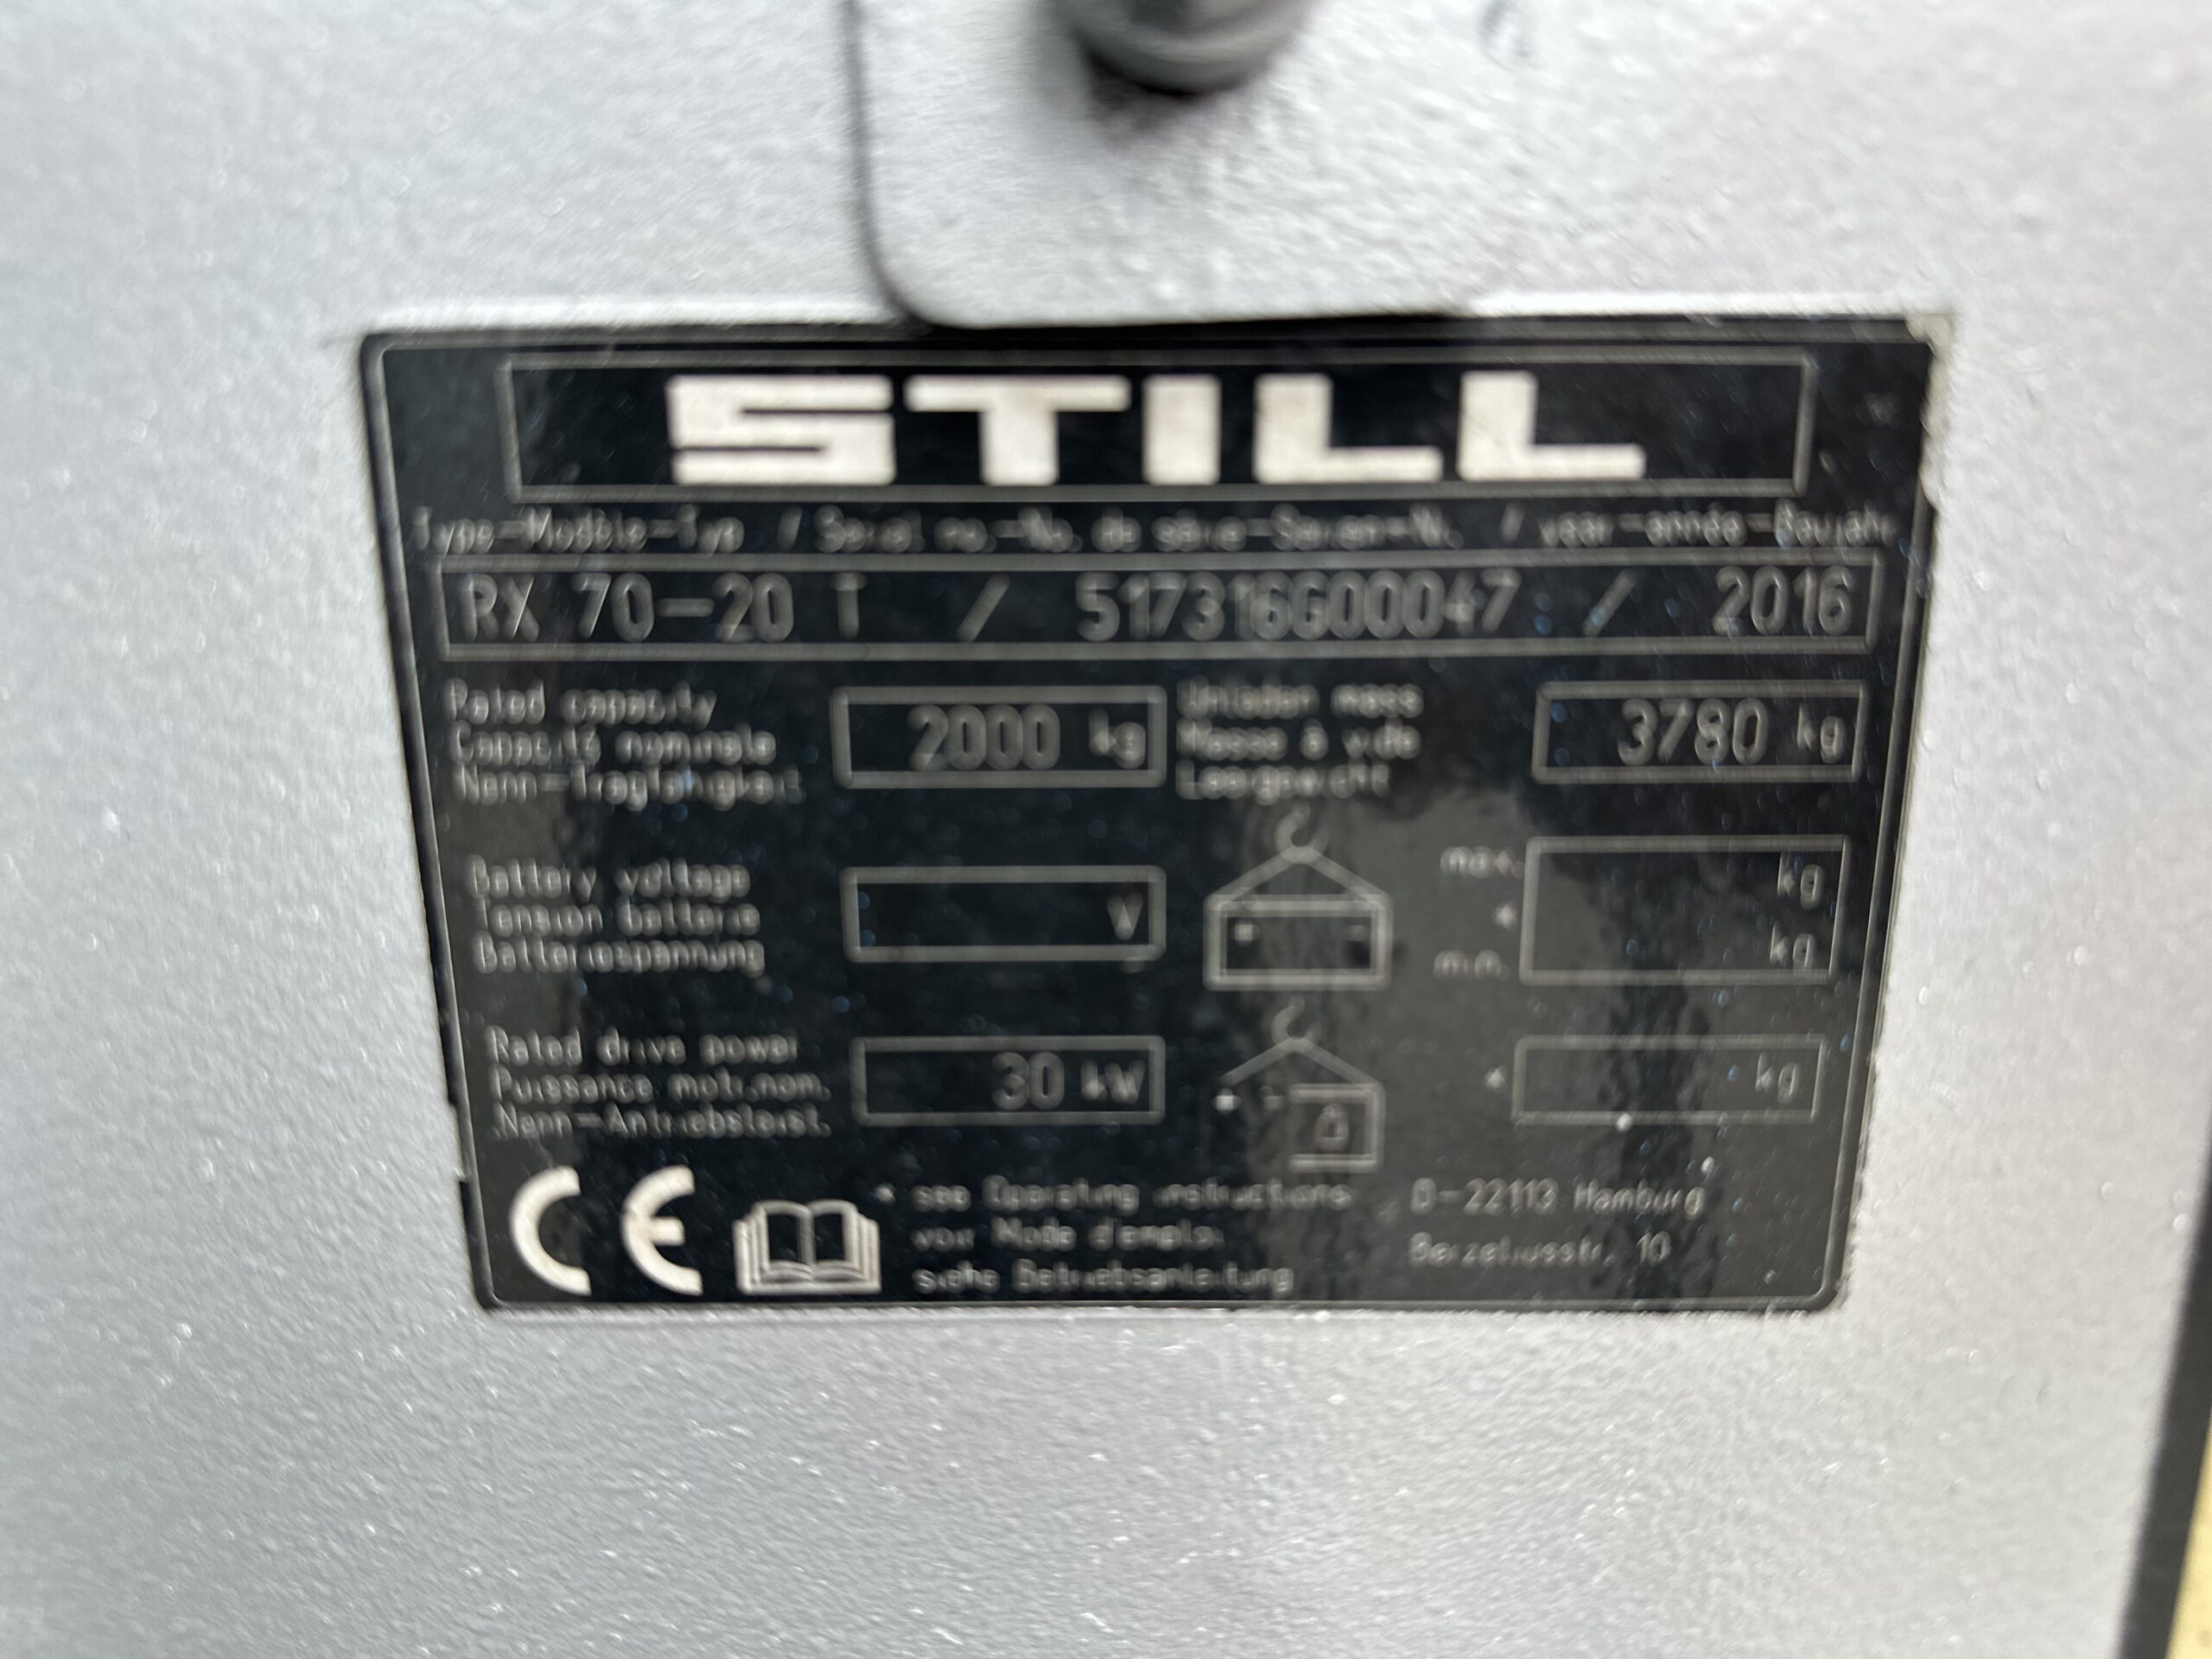 STILL
Type-Modèle-Typ / Serial no.-No. de série-Serien-Nr. / year-année-Baujahr
RX 70-20 T / 517316G00047 / 2016
Rated capacity
Capacité nominale
Nenn-Tragfähigkeit
2000 kg
Unladen mass
Masse à vide
Leergewicht
3780 kg
Battery voltage
Tension batterie
Batteriespannung
V
max.
kg
*
min.
kg
Rated drive power
Puissance mot.nom.
Nenn-Antriebsleist.
30 kW
* kg
CE
* see Operating instructions
voir Mode d'emploi
siehe Betriebsanleitung
D-22113 Hamburg
Berzeliusstr. 10